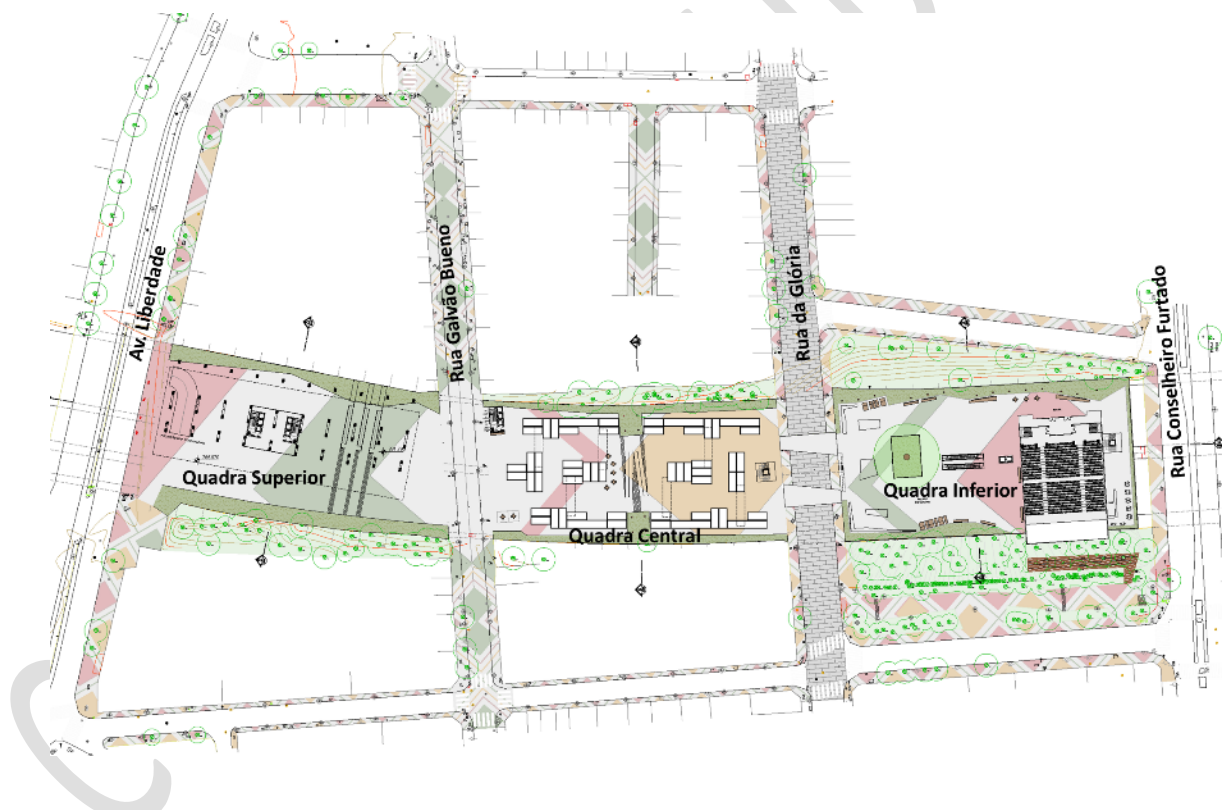 Av. Liberdade
Rua Galvão Bueno
Rua da Glória
Rua Conselheiro Furtado
Quadra Superior
Quadra Central
Quadra Inferior